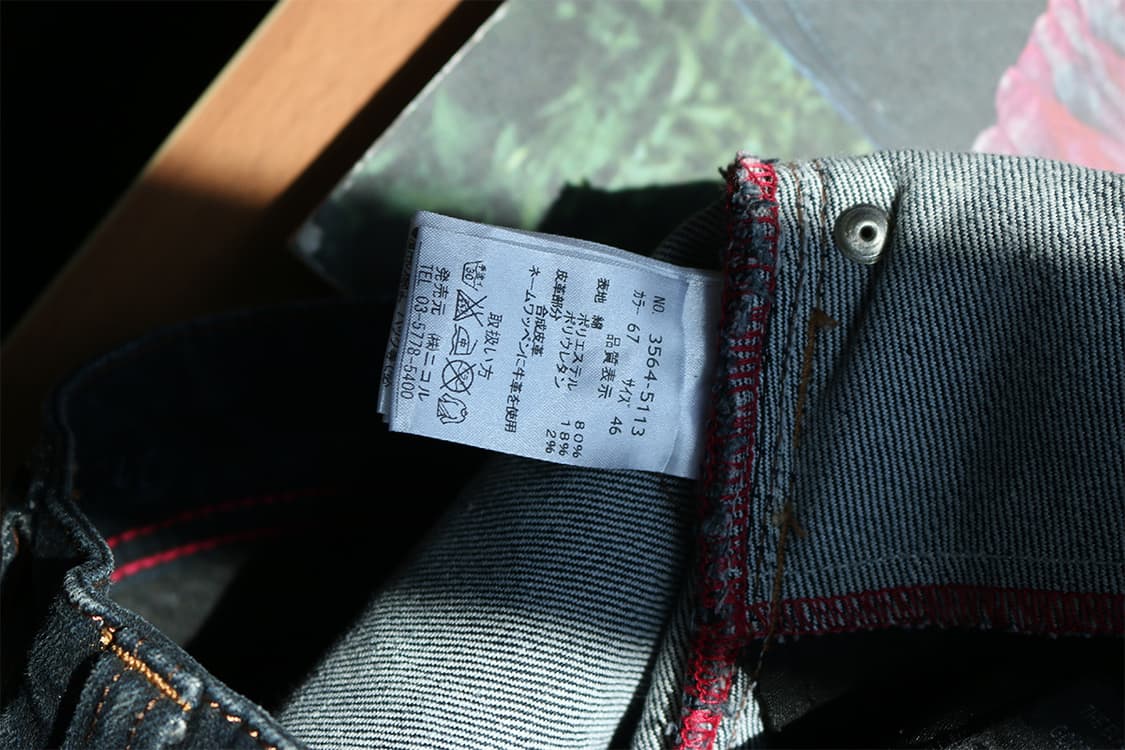 NO. 3564-5113
カラー 67 サイズ 46
品質表示
表地 綿 80%
ポリエステル 18%
ポリウレタン 2%
皮革部分
合成皮革
ネームワッペンに牛革を使用
取扱い方
30
発売元 ㈱ニコル
TEL 03-5778-5400